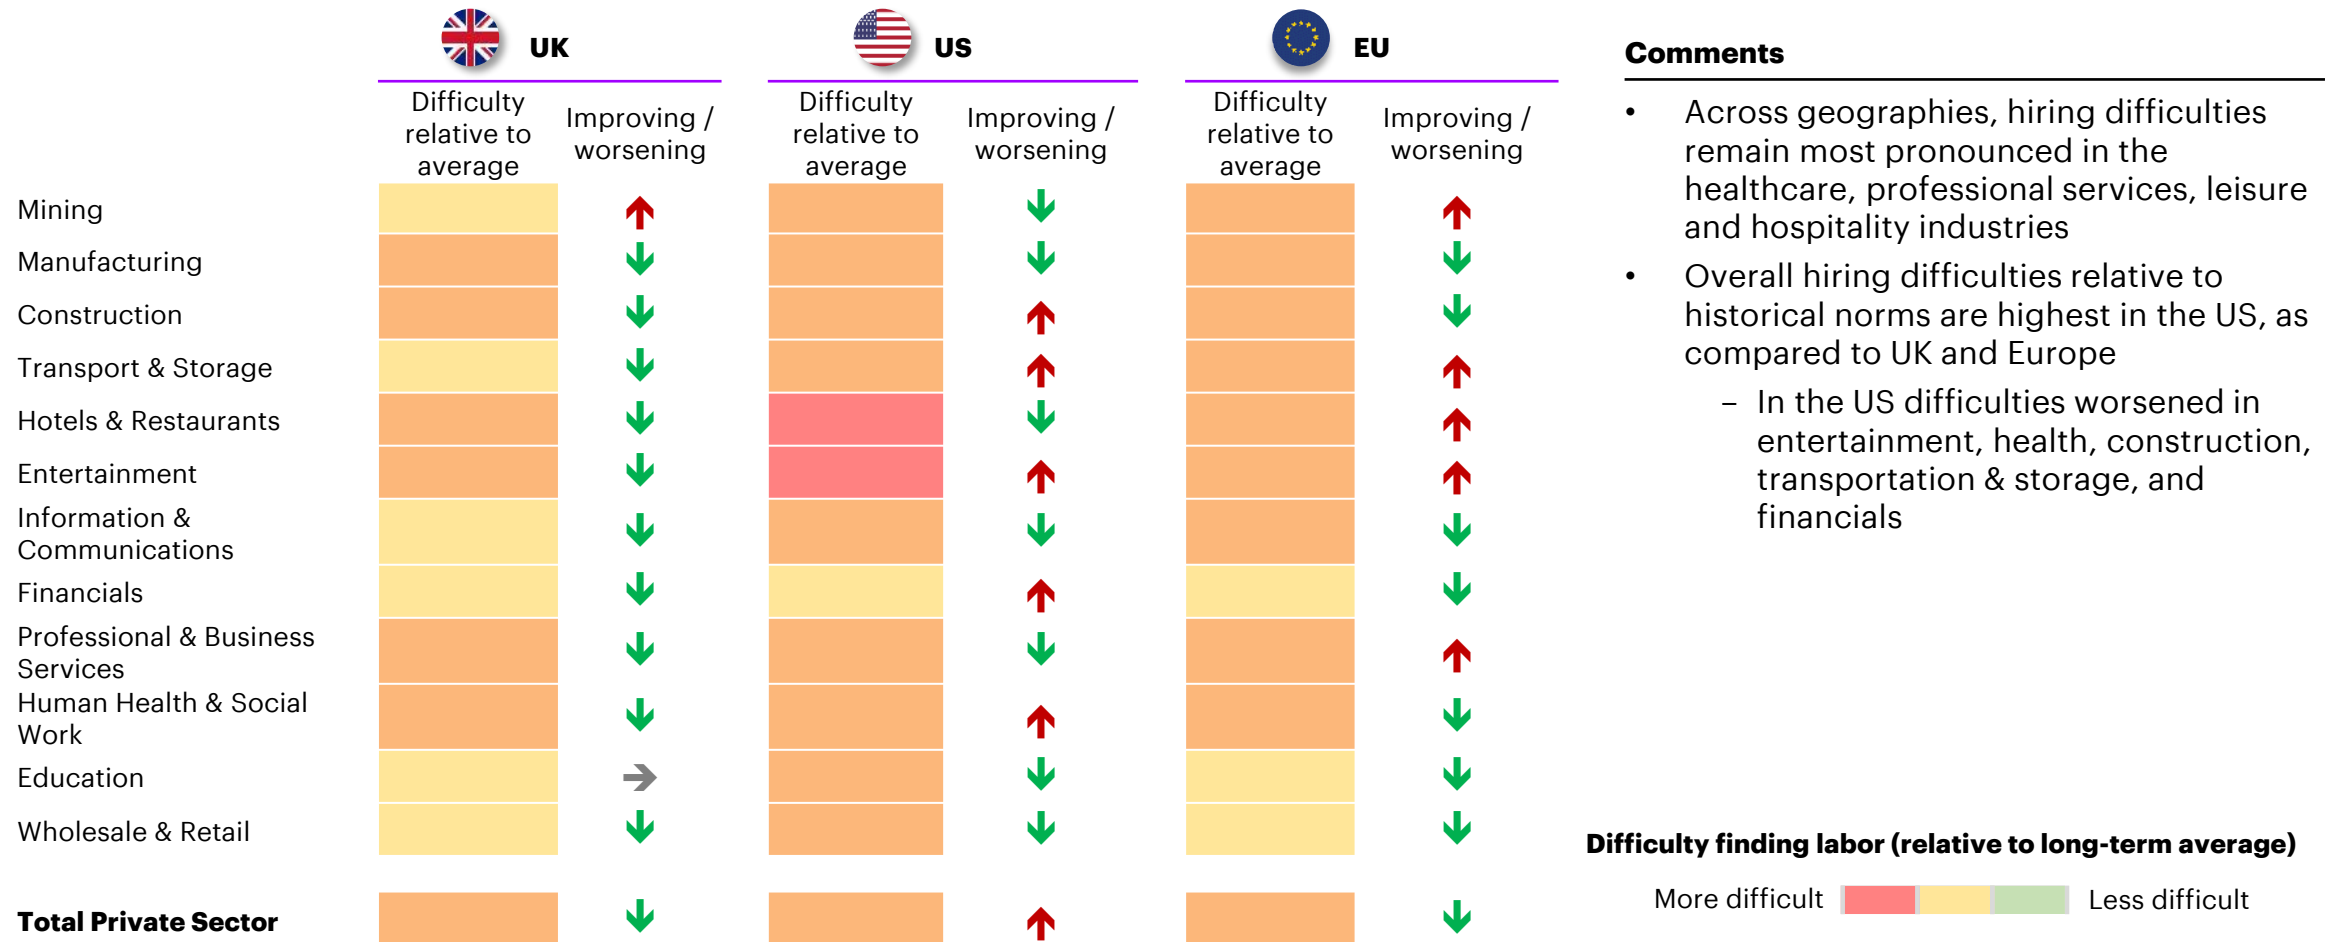 UK
US
EU
Difficulty
relative to
average
Improving /
worsening
Difficulty
relative to
average
Improving /
worsening
Difficulty
relative to
average
Improving /
worsening
Mining
Manufacturing
Construction
Transport & Storage
Hotels & Restaurants
Entertainment
Information &
Communications
Financials
Professional & Business
Services
Human Health & Social
Work
Education
Wholesale & Retail
Total Private Sector
Comments
• Across geographies, hiring difficulties
remain most pronounced in the
healthcare, professional services, leisure
and hospitality industries
• Overall hiring difficulties relative to
historical norms are highest in the US, as
compared to UK and Europe
– In the US difficulties worsened in
entertainment, health, construction,
transportation & storage, and
financials
Difficulty finding labor (relative to long-term average)
More difficult
Less difficult